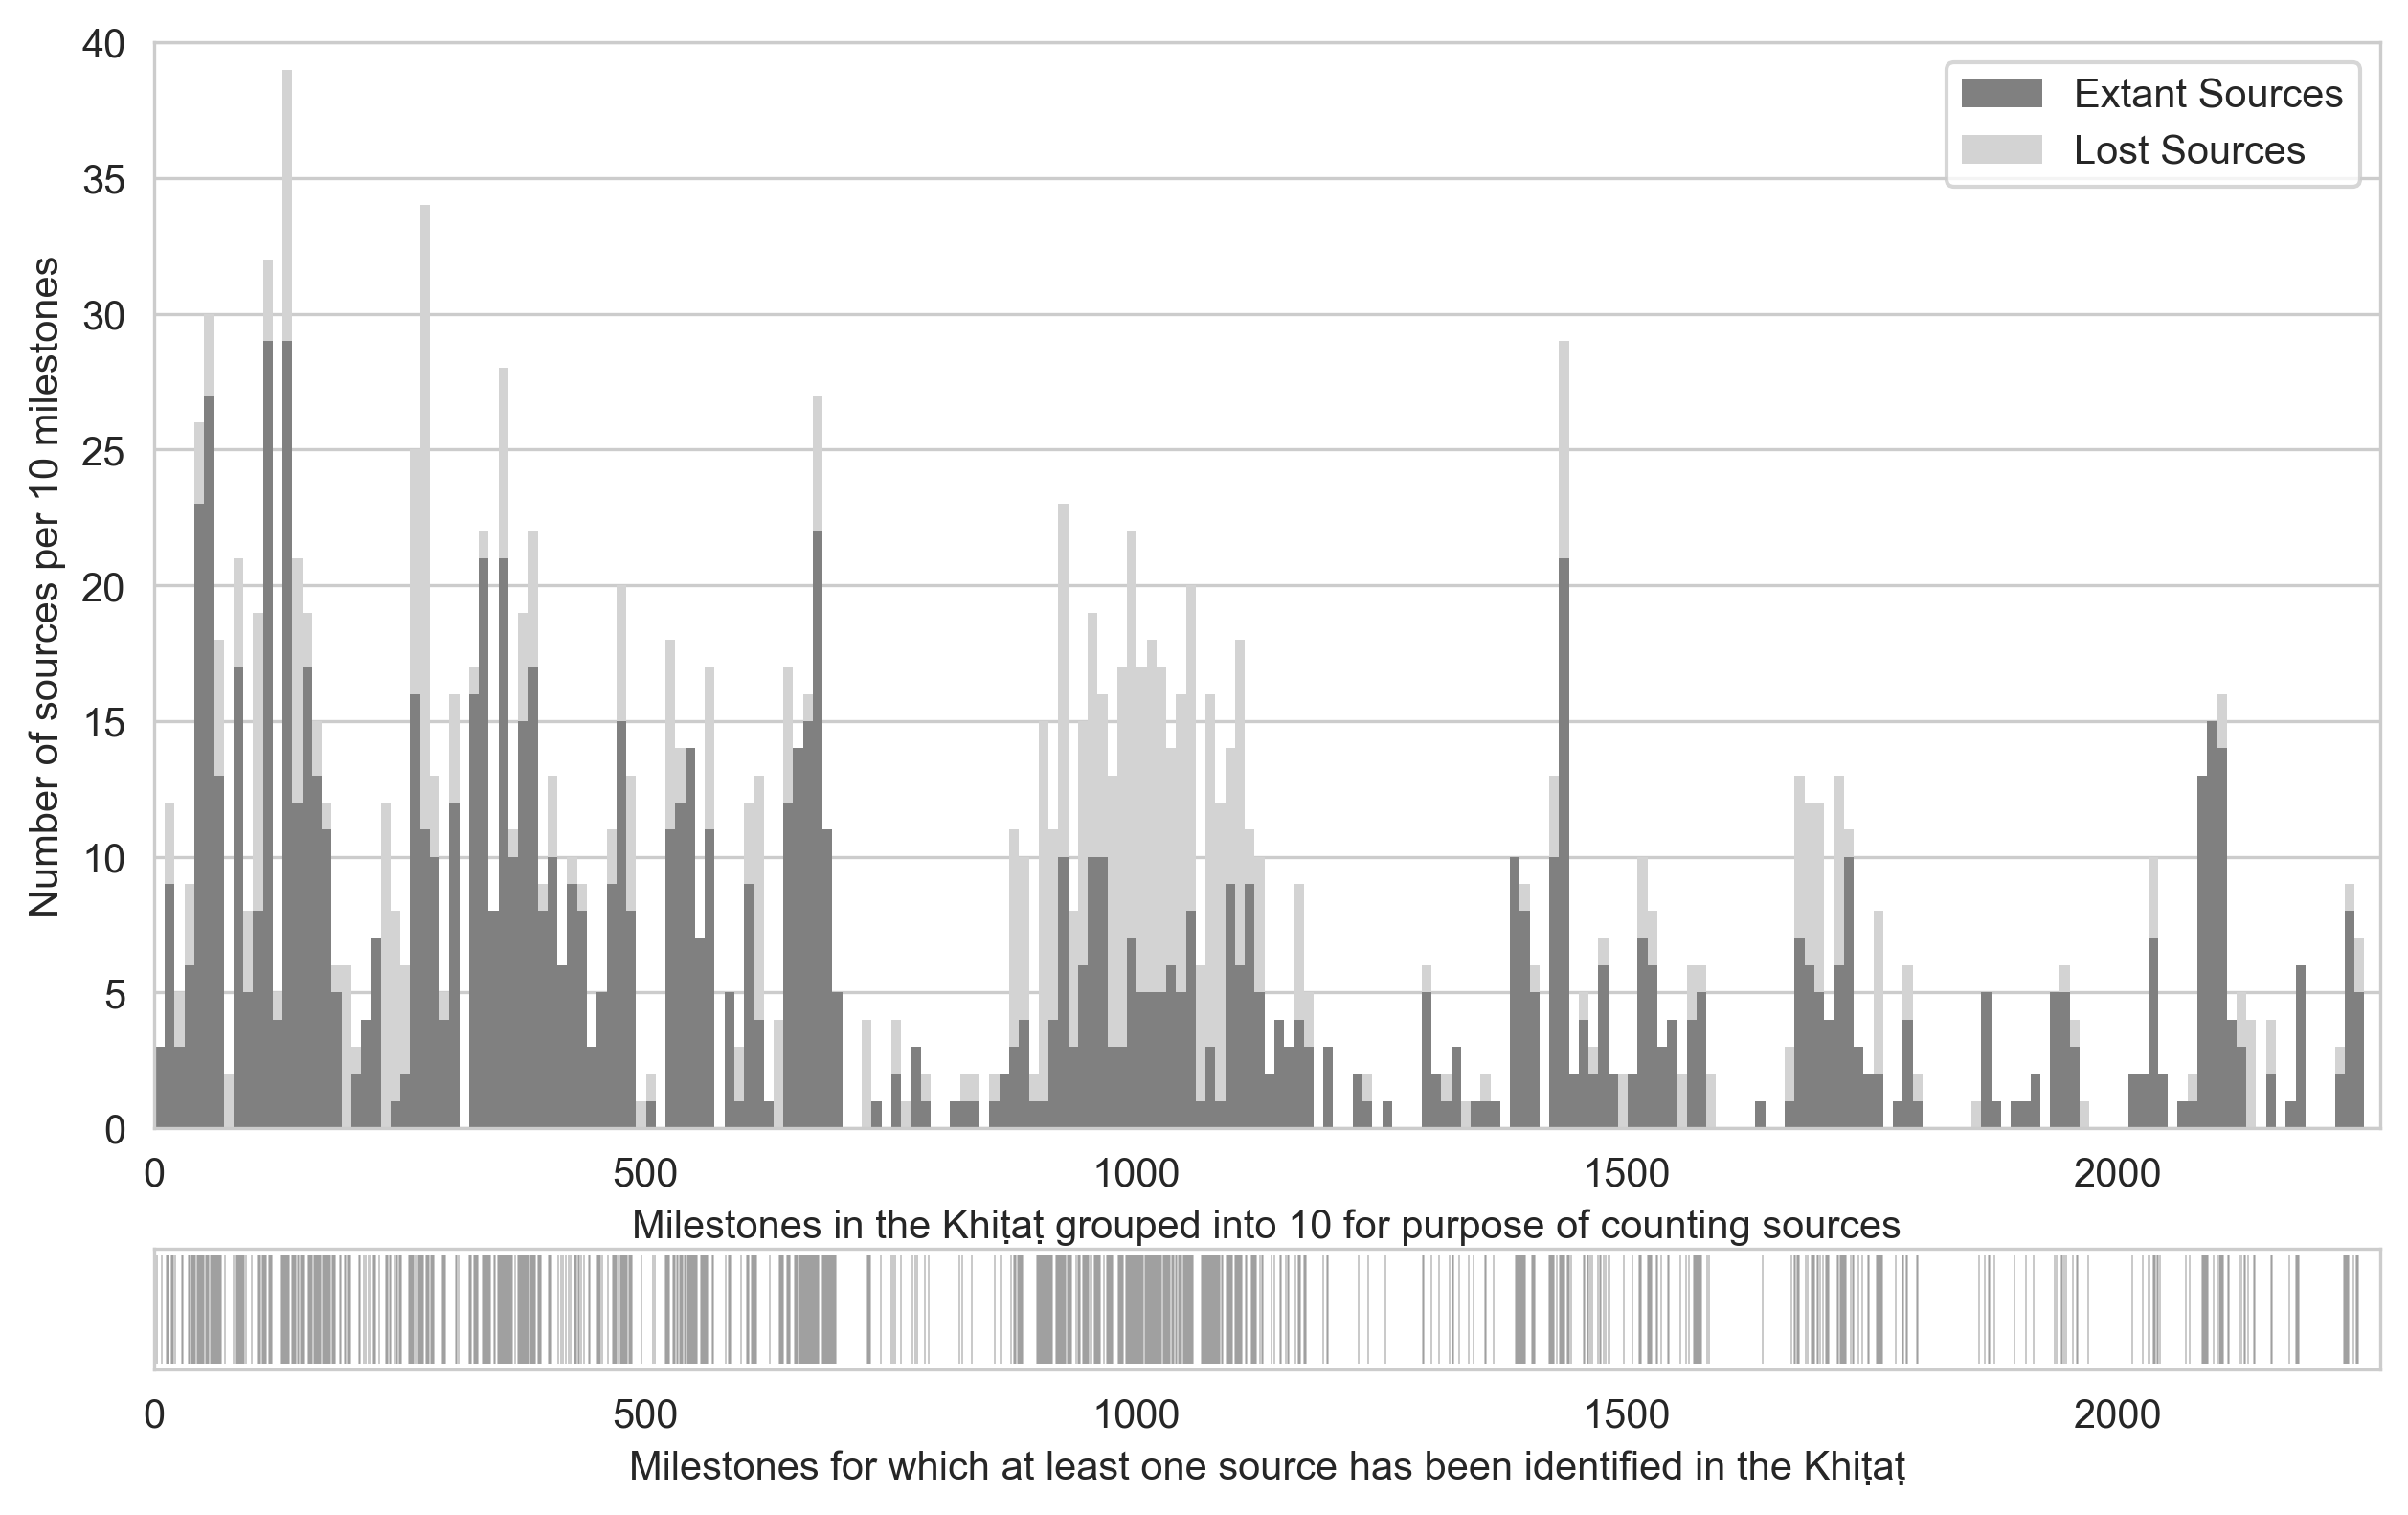 Number of sources per 10 milestones
40
35
30
25
20
15
10
5
0
Extant Sources
Lost Sources
0 500 1000 1500 2000
Milestones in the Khiṭaṭ grouped into 10 for purpose of counting sources
0 500 1000 1500 2000
Milestones for which at least one source has been identified in the Khiṭaṭ